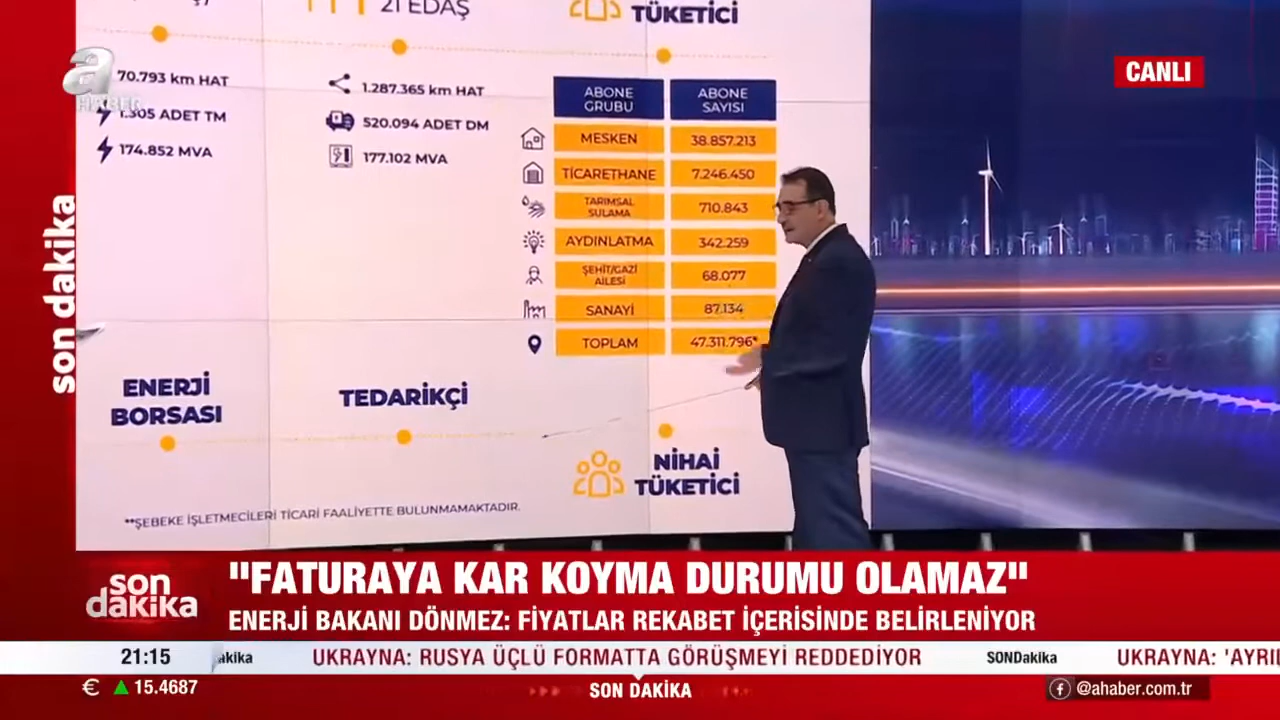 21 EDAŞ
TÜKETİCİ
a
HABER
CANLI
70.793 km HAT
1.305 ADET TM
174.852 MVA
1.287.365 km HAT
520.094 ADET DM
177.102 MVA
ABONE GRUBU
ABONE SAYISI
MESKEN 38.857.213
TİCARETHANE 7.246.450
TARIMSAL SULAMA 710.843
AYDINLATMA 342.259
ŞEHİT/GAZİ AİLESİ 68.077
SANAYİ 87.134
TOPLAM 47.311.796*
son dakika
ENERJİ
BORSASI
TEDARİKÇİ
NİHAİ
TÜKETİCİ
**ŞEBEKE İŞLETMECİLERİ TİCARİ FAALİYETTE BULUNMAMAKTADIR.
son
dakika
"FATURAYA KAR KOYMA DURUMU OLAMAZ"
ENERJİ BAKANI DÖNMEZ: FİYATLAR REKABET İÇERİSİNDE BELİRLENİYOR
21:15 akika UKRAYNA: RUSYA ÜÇLÜ FORMATTA GÖRÜŞMEYİ REDDEDİYOR SONDakika UKRAYNA: 'AYRIL
€ 15.4687 SON DAKİKA @ahaber.com.tr